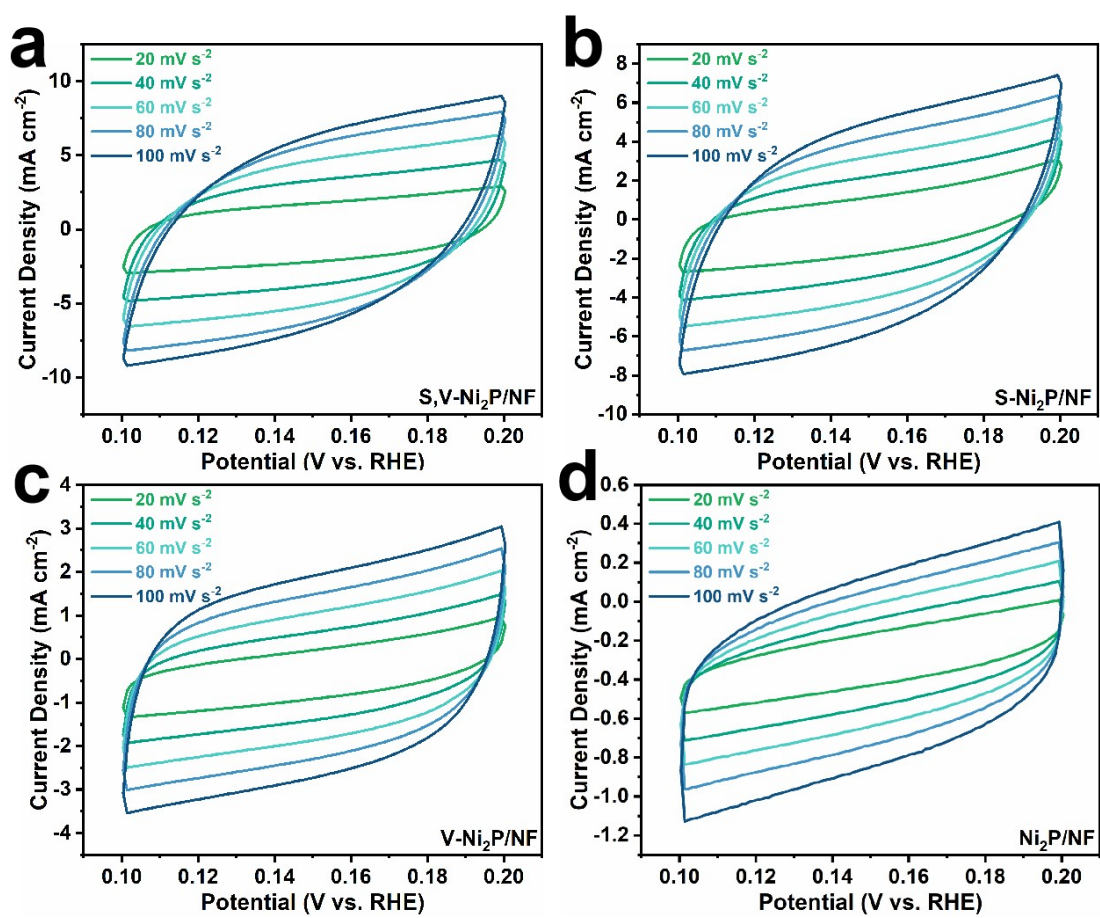 a
20 mV s⁻²
40 mV s⁻²
60 mV s⁻²
80 mV s⁻²
100 mV s⁻²
10
5
0
-5
-10
Current Density (mA cm⁻²)
0.10 0.12 0.14 0.16 0.18 0.20
Potential (V vs. RHE)
S,V-Ni₂P/NF
b
20 mV s⁻²
40 mV s⁻²
60 mV s⁻²
80 mV s⁻²
100 mV s⁻²
8
6
4
2
0
-2
-4
-6
-8
Current Density (mA cm⁻²)
0.10 0.12 0.14 0.16 0.18 0.20
Potential (V vs. RHE)
S-Ni₂P/NF
c
20 mV s⁻²
40 mV s⁻²
60 mV s⁻²
80 mV s⁻²
100 mV s⁻²
4
3
2
1
0
-1
-2
-3
-4
Current Density (mA cm⁻²)
0.10 0.12 0.14 0.16 0.18 0.20
Potential (V vs. RHE)
V-Ni₂P/NF
d
20 mV s⁻²
40 mV s⁻²
60 mV s⁻²
80 mV s⁻²
100 mV s⁻²
0.6
0.4
0.2
0.0
-0.2
-0.4
-0.6
-0.8
-1.0
-1.2
Current Density (mA cm⁻²)
0.10 0.12 0.14 0.16 0.18 0.20
Potential (V vs. RHE)
Ni₂P/NF